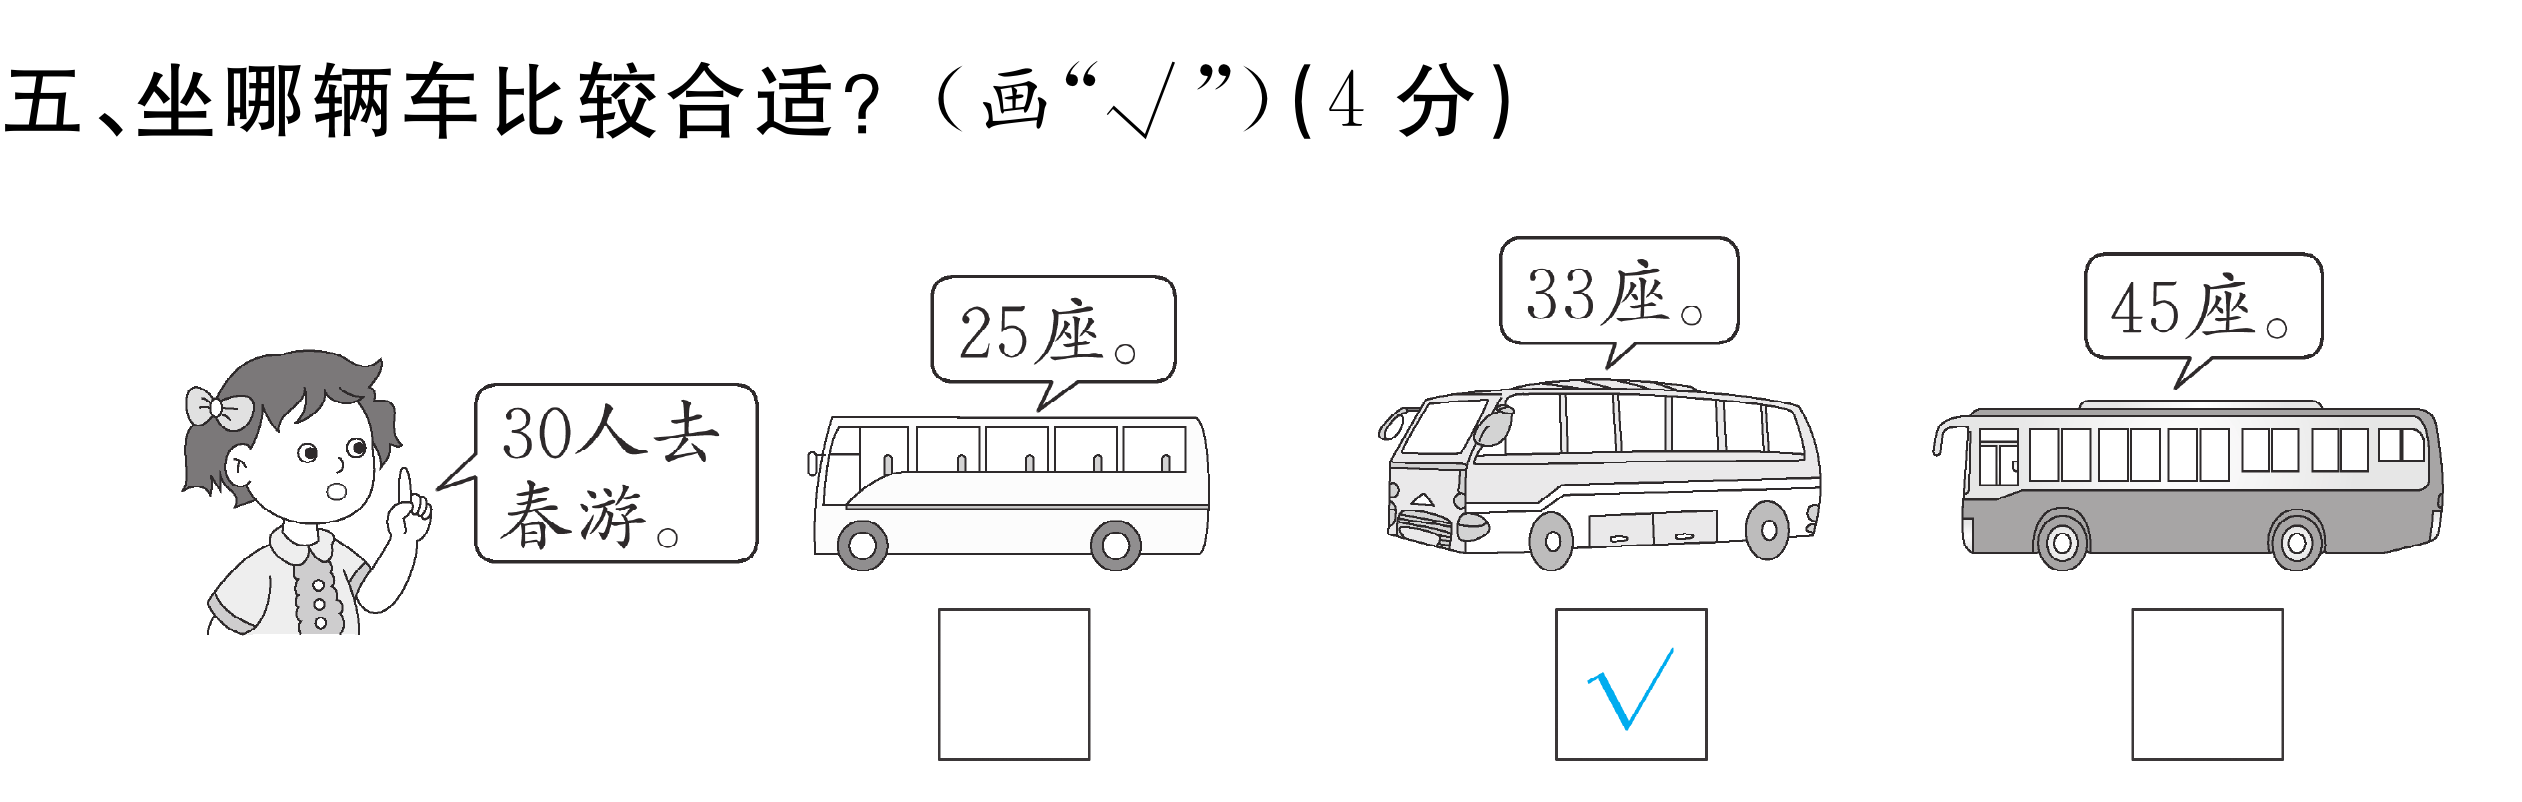 五、坐哪辆车比较合适?(画“√”)(4 分)
30人去
春游。
25座。
33座。
45座。
√